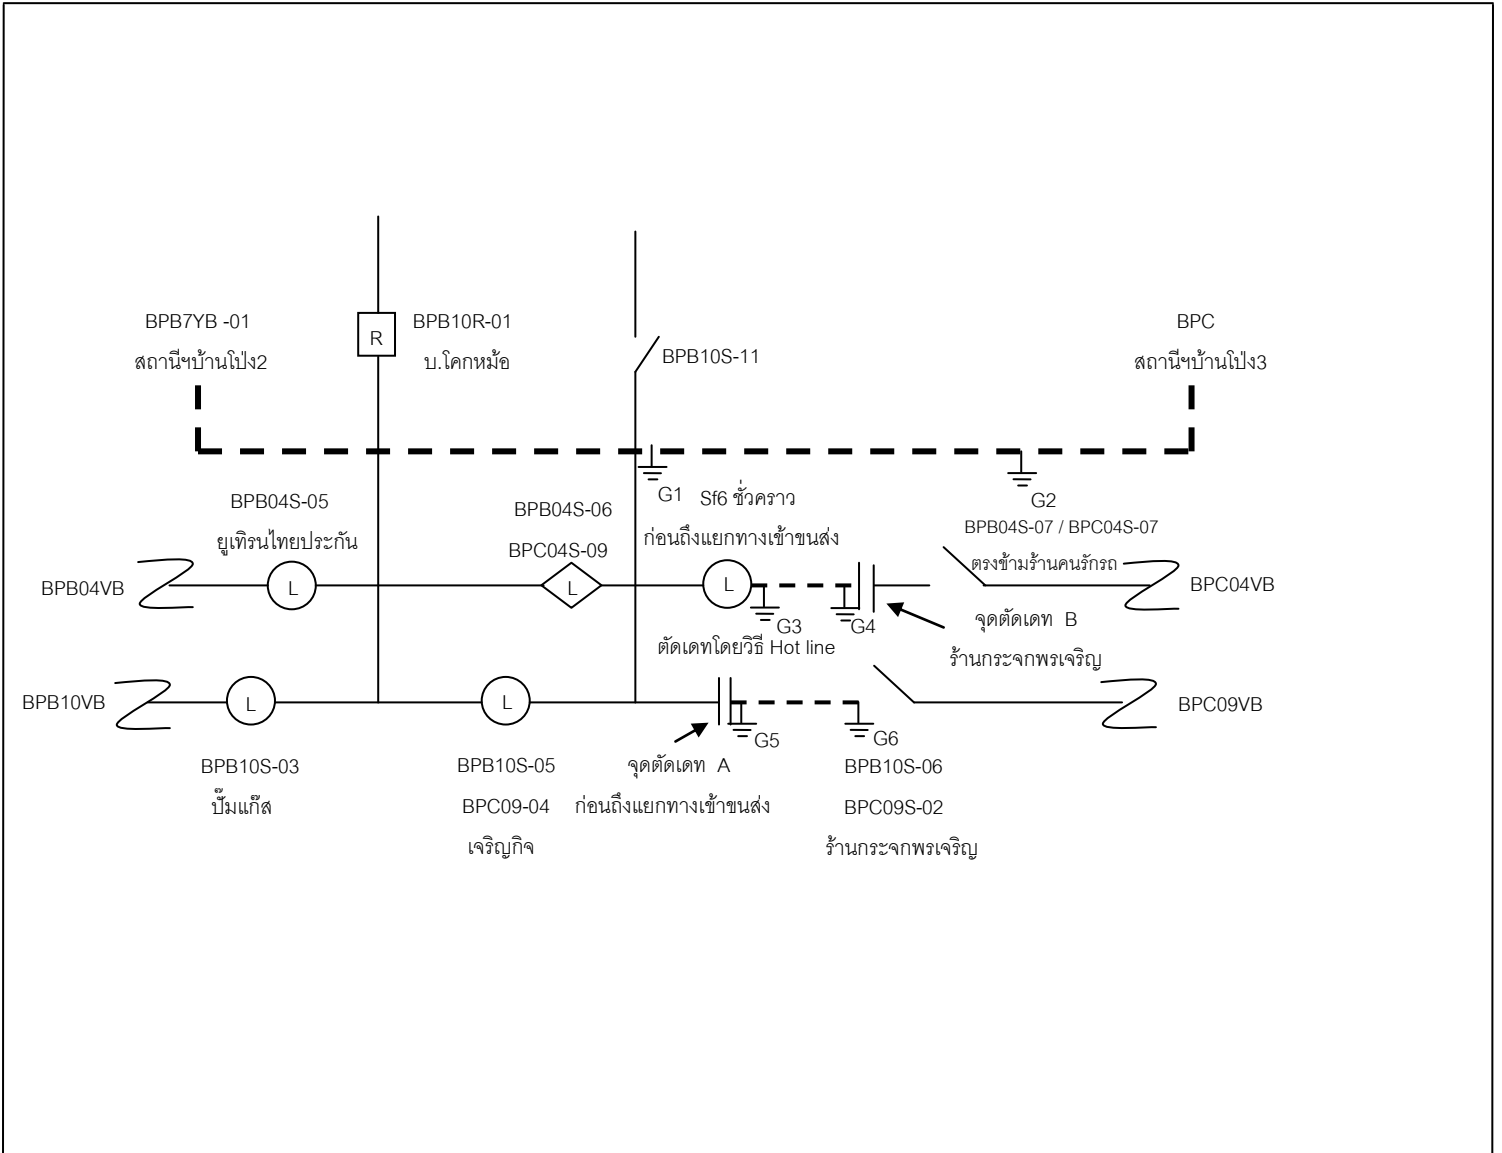 BPB7YB -01
สถานีฯบ้านโป่ง2
R
BPB10R-01
บ.โคกหม้อ
BPB10S-11
BPC
สถานีฯบ้านโป่ง3
G1
Sf6 ชั่วคราว
ก่อนถึงแยกทางเข้าขนส่ง
G2
BPB04S-07 / BPC04S-07
ตรงข้ามร้านคนรักรถ
BPB04S-05
ยูเทิรนไทยประกัน
BPB04S-06
BPC04S-09
BPB04VB
L
L
L
BPC04VB
G3
G4
จุดตัดเดท B
ร้านกระจกพรเจริญ
ตัดเดทโดยวิธี Hot line
BPB10VB
L
L
BPC09VB
G5
G6
BPB10S-03
ปั๊มแก๊ส
BPB10S-05
BPC09-04
เจริญกิจ
จุดตัดเดท A
ก่อนถึงแยกทางเข้าขนส่ง
BPB10S-06
BPC09S-02
ร้านกระจกพรเจริญ